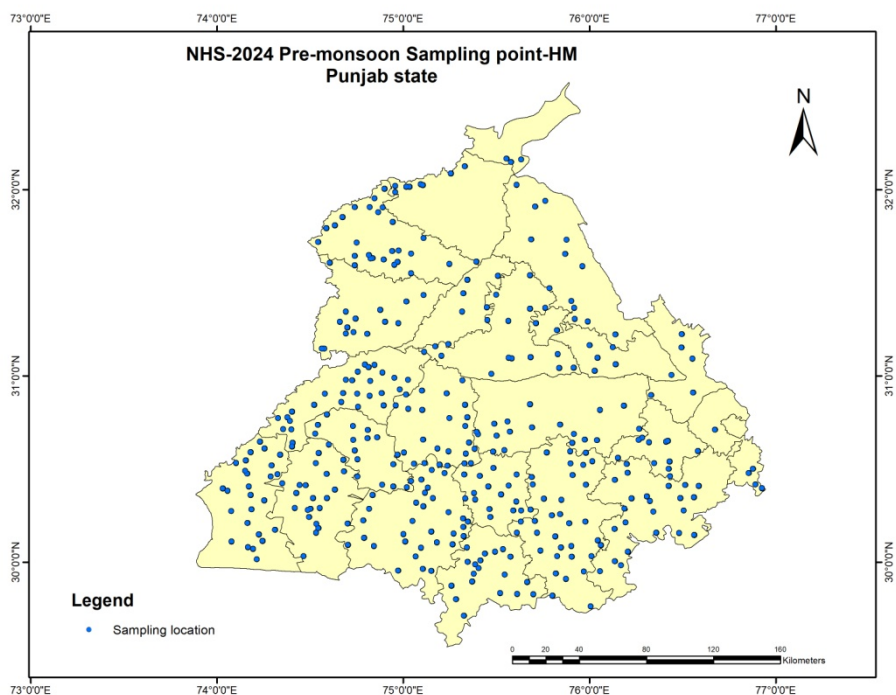 73°0'0"E 74°0'0"E 75°0'0"E 76°0'0"E 77°0'0"E
NHS-2024 Pre-monsoon Sampling point-HM
Punjab state
N
32°0'0"N 32°0'0"N
31°0'0"N 31°0'0"N
30°0'0"N 30°0'0"N
Legend
Sampling location
0 20 40 80 120 160
Kilometers
73°0'0"E 74°0'0"E 75°0'0"E 76°0'0"E 77°0'0"E